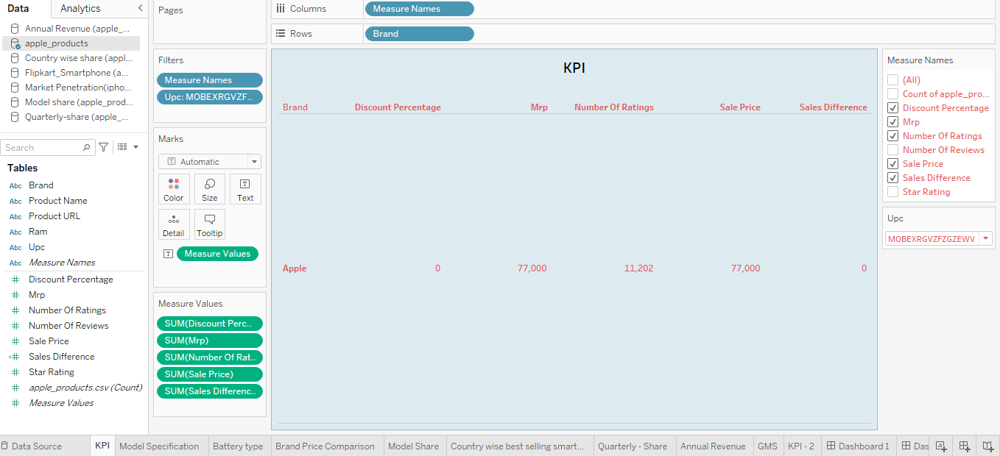 Data
Analytics
Annual Revenue (apple_...
apple_products
Country wise share (appl...
Flipkart_Smartphone (a...
Market Penetration(ipho...
Model share (apple_prod...
Quarterly-share (apple_...
Search
Tables
Abc Brand
Abc Product Name
Abc Product URL
Abc Ram
Abc Upc
Abc Measure Names
# Discount Percentage
# Mrp
# Number Of Ratings
# Number Of Reviews
# Sale Price
=# Sales Difference
# Star Rating
# apple_products.csv (Count)
# Measure Values
Pages
Filters
Measure Names
Upc: MOBEXRGVZF..
Marks
T Automatic
Color
Size
T Text
Detail
Tooltip
T Measure Values
Measure Values
SUM(Discount Perc..
SUM(Mrp)
SUM(Number Of Rat..
SUM(Sale Price)
SUM(Sales Differenc..
Columns Measure Names
Rows Brand
KPI
Brand Discount Percentage Mrp Number Of Ratings Sale Price Sales Difference
Apple 0 77,000 11,202 77,000 0
Measure Names
(All)
Count of apple_pro...
Discount Percentage
Mrp
Number Of Ratings
Number Of Reviews
Sale Price
Sales Difference
Star Rating
Upc
MOBEXRGVZFZGZEWV
Data Source KPI Model Specification Battery type Brand Price Comparison Model Share Country wise best selling smart... Quarterly - Share Annual Revenue GMS KPI - 2 Dashboard 1 Das